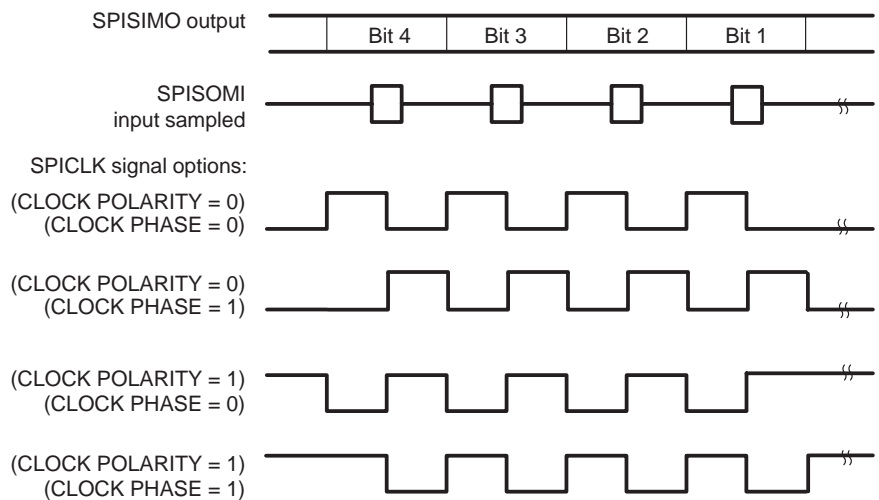 SPISIMO output
Bit 4 Bit 3 Bit 2 Bit 1
SPISOMI
input sampled
SPICLK signal options:
(CLOCK POLARITY = 0)
(CLOCK PHASE = 0)
(CLOCK POLARITY = 0)
(CLOCK PHASE = 1)
(CLOCK POLARITY = 1)
(CLOCK PHASE = 0)
(CLOCK POLARITY = 1)
(CLOCK PHASE = 1)